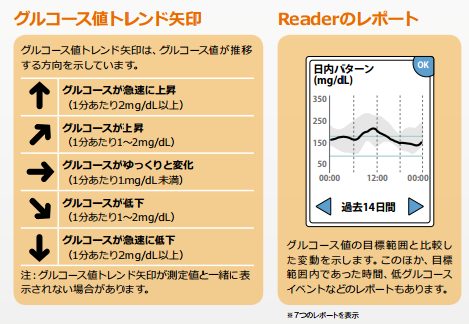 グルコース値トレンド矢印
グルコース値トレンド矢印は、グルコース値が推移
する方向を示しています。
グルコースが急速に上昇
(1分あたり2mg/dL以上)
グルコースが上昇
(1分あたり1~2mg/dL)
グルコースがゆっくりと変化
(1分あたり1mg/dL未満)
グルコースが低下
(1分あたり1~2mg/dL)
グルコースが急速に低下
(1分あたり2mg/dL以上)
注：グルコース値トレンド矢印が測定値と一緒に表
示されない場合があります。
Readerのレポート
日内パターン
(mg/dL)
OK
350
250
150
50
00:00 12:00 00:00
過去14日間
グルコース値の目標範囲と比較し
た変動を示します。このほか、目標
範囲内であった時間、低グルコース
イベントなどのレポートもあります。
※7つのレポートを表示